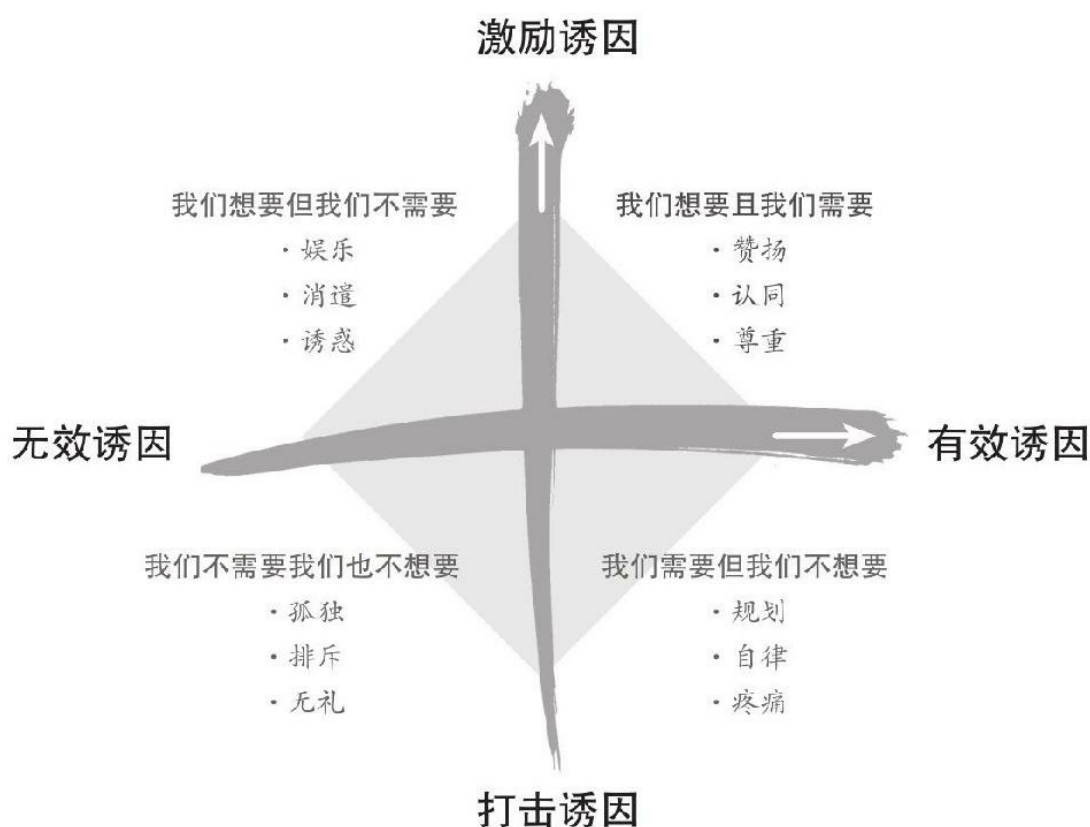 激励诱因
我们想要但我们不需要
·娱乐
·消遣
·诱惑
我们想要且我们需要
·赞扬
·认同
·尊重
无效诱因
有效诱因
我们不需要我们也不想要
·孤独
·排斥
·无礼
我们需要但我们不想要
·规划
·自律
·疼痛
打击诱因